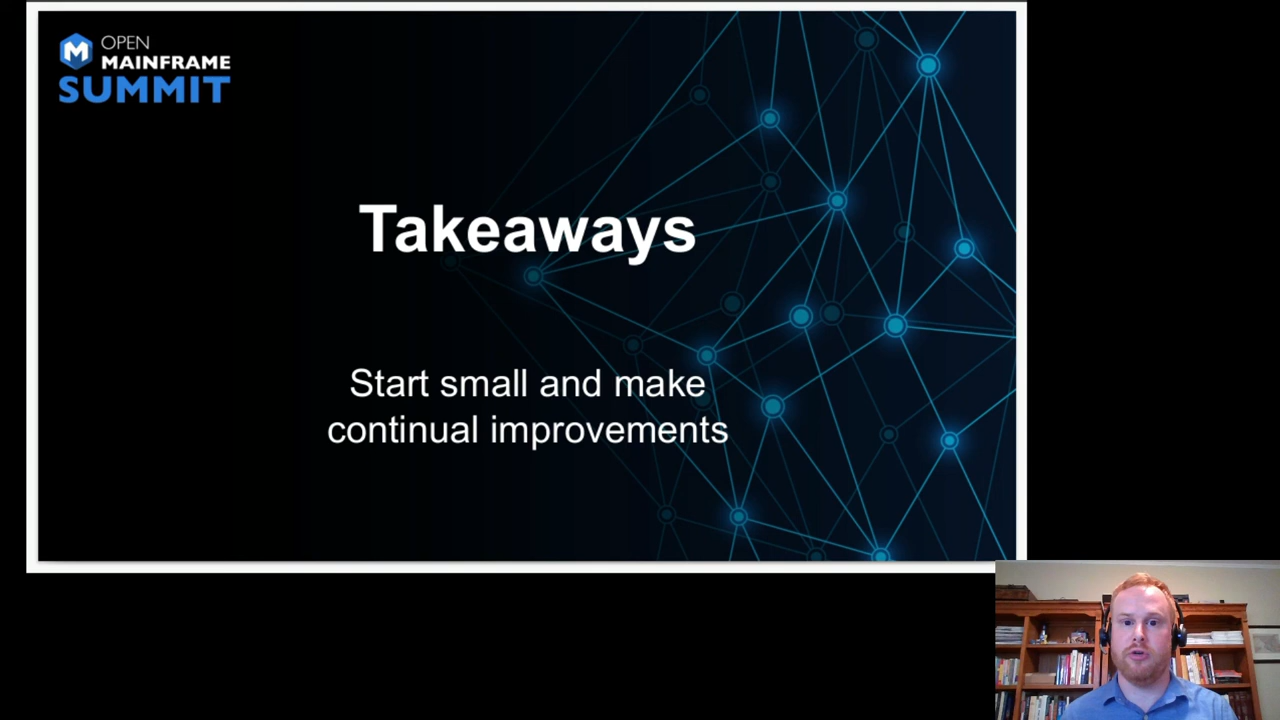 OPEN
MAINFRAME
SUMMIT
Takeaways
Start small and make
continual improvements